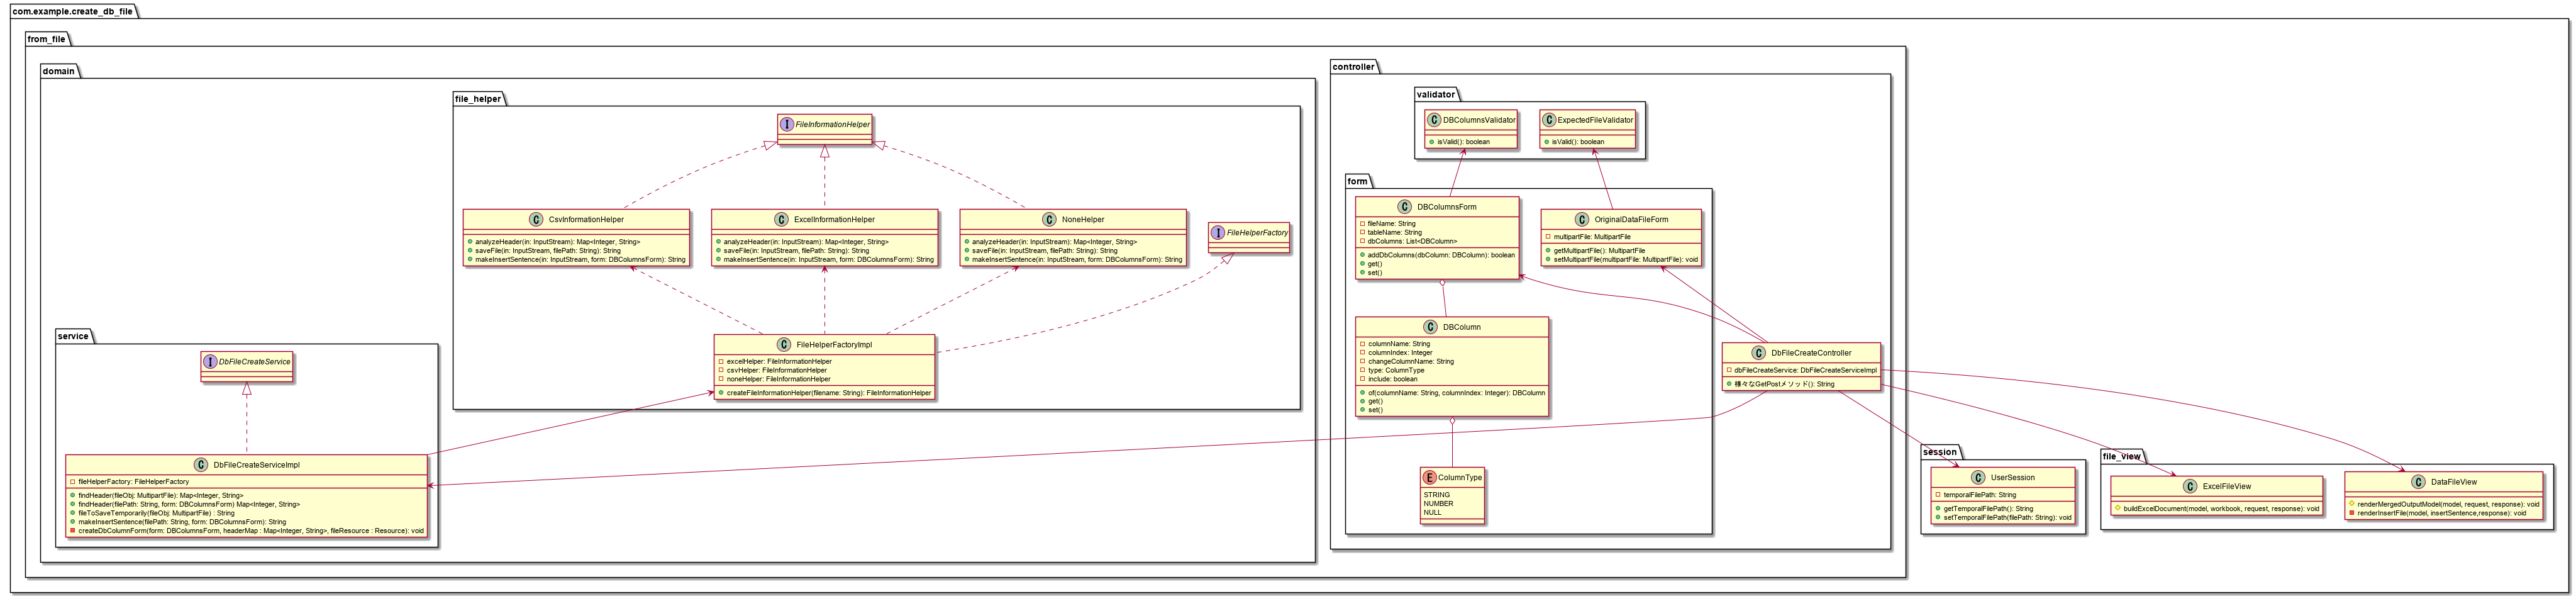 com.example.create_db_file
from_file
domain
file_helper
FileInformationHelper
CsvInformationHelper
analyzeHeader(in: InputStream): Map<Integer, String>
saveFile(in: InputStream, filePath: String): String
makeInsertSentence(in: InputStream, form: DBColumnsForm): String
ExcelInformationHelper
analyzeHeader(in: InputStream): Map<Integer, String>
saveFile(in: InputStream, filePath: String): String
makeInsertSentence(in: InputStream, form: DBColumnsForm): String
NoneHelper
analyzeHeader(in: InputStream): Map<Integer, String>
saveFile(in: InputStream, filePath: String): String
makeInsertSentence(in: InputStream, form: DBColumnsForm): String
FileHelperFactory
FileHelperFactoryImpl
excelHelper: FileInformationHelper
csvHelper: FileInformationHelper
noneHelper: FileInformationHelper
createFileInformationHelper(filename: String): FileInformationHelper
service
DbFileCreateService
DbFileCreateServiceImpl
fileHelperFactory: FileHelperFactory
findHeader(fileObj: MultipartFile): Map<Integer, String>
findHeader(filePath: String, form: DBColumnsForm) Map<Integer, String>
fileToSaveTemporarily(fileObj: MultipartFile) : String
makeInsertSentence(filePath: String, form: DBColumnsForm): String
createDbColumnForm(form: DBColumnsForm, headerMap : Map<Integer, String>, fileResource : Resource): void
controller
validator
DBColumnsValidator
isValid(): boolean
ExpectedFileValidator
isValid(): boolean
form
DBColumnsForm
fileName: String
tableName: String
dbColumns: List<DBColumn>
addDbColumns(dbColumn: DBColumn): boolean
get()
set()
OriginalDataFileForm
multipartFile: MultipartFile
getMultipartFile(): MultipartFile
setMultipartFile(multipartFile: MultipartFile): void
DBColumn
columnName: String
columnIndex: Integer
changeColumnName: String
type: ColumnType
include: boolean
of(columnName: String, columnIndex: Integer): DBColumn
get()
set()
ColumnType
STRING
NUMBER
NULL
DbFileCreateController
dbFileCreateService: DbFileCreateServiceImpl
様々なGetPostメソッド(): String
session
UserSession
temporalFilePath: String
getTemporalFilePath(): String
setTemporalFilePath(filePath: String): void
file_view
ExcelFileView
buildExcelDocument(model, workbook, request, response): void
DataFileView
renderMergedOutputModel(model, request, response): void
renderInsertFile(model, insertSentence,response): void